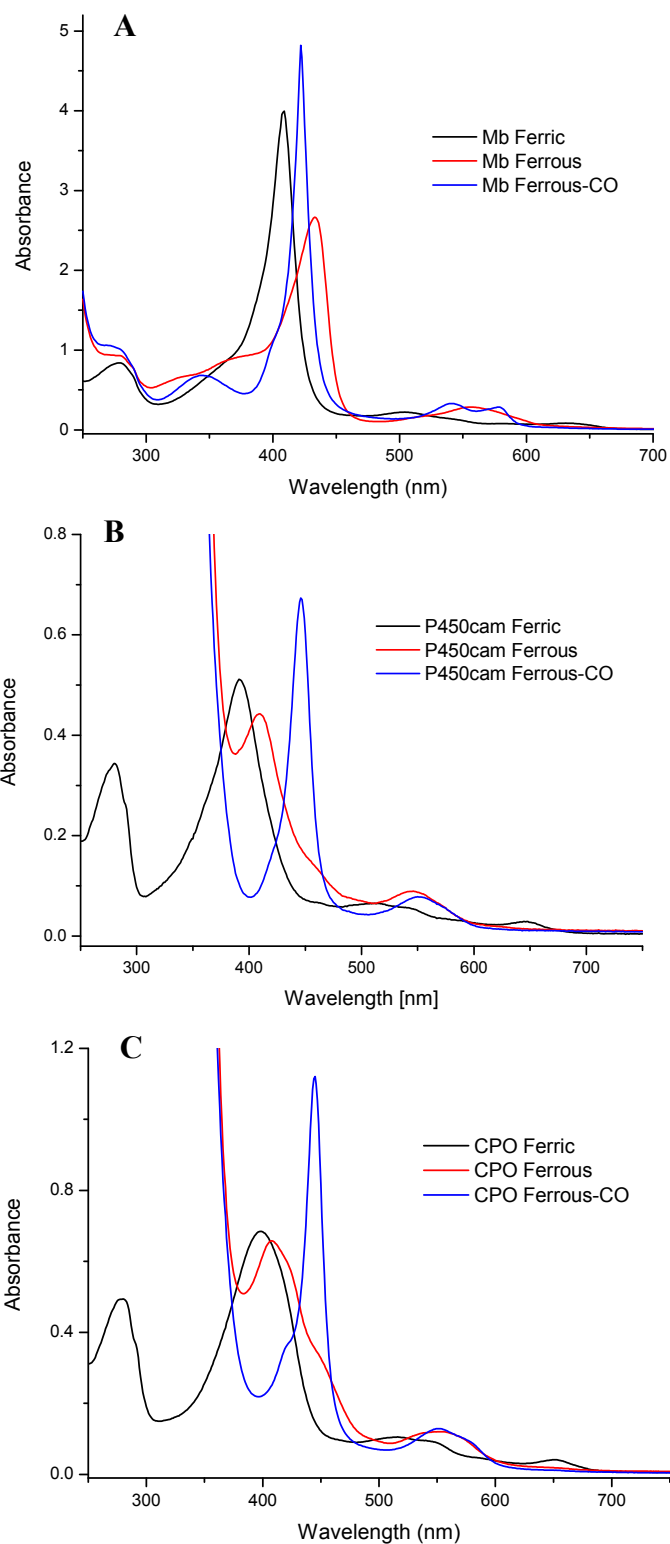 A
5
4
3
2
1
0
Absorbance
Mb Ferric
Mb Ferrous
Mb Ferrous-CO
300 400 500 600 700
Wavelength (nm)
B
0.8
0.6
0.4
0.2
0.0
Absorbance
P450cam Ferric
P450cam Ferrous
P450cam Ferrous-CO
300 400 500 600 700
Wavelength [nm]
C
1.2
0.8
0.4
0.0
Absorbance
CPO Ferric
CPO Ferrous
CPO Ferrous-CO
300 400 500 600 700
Wavelength (nm)